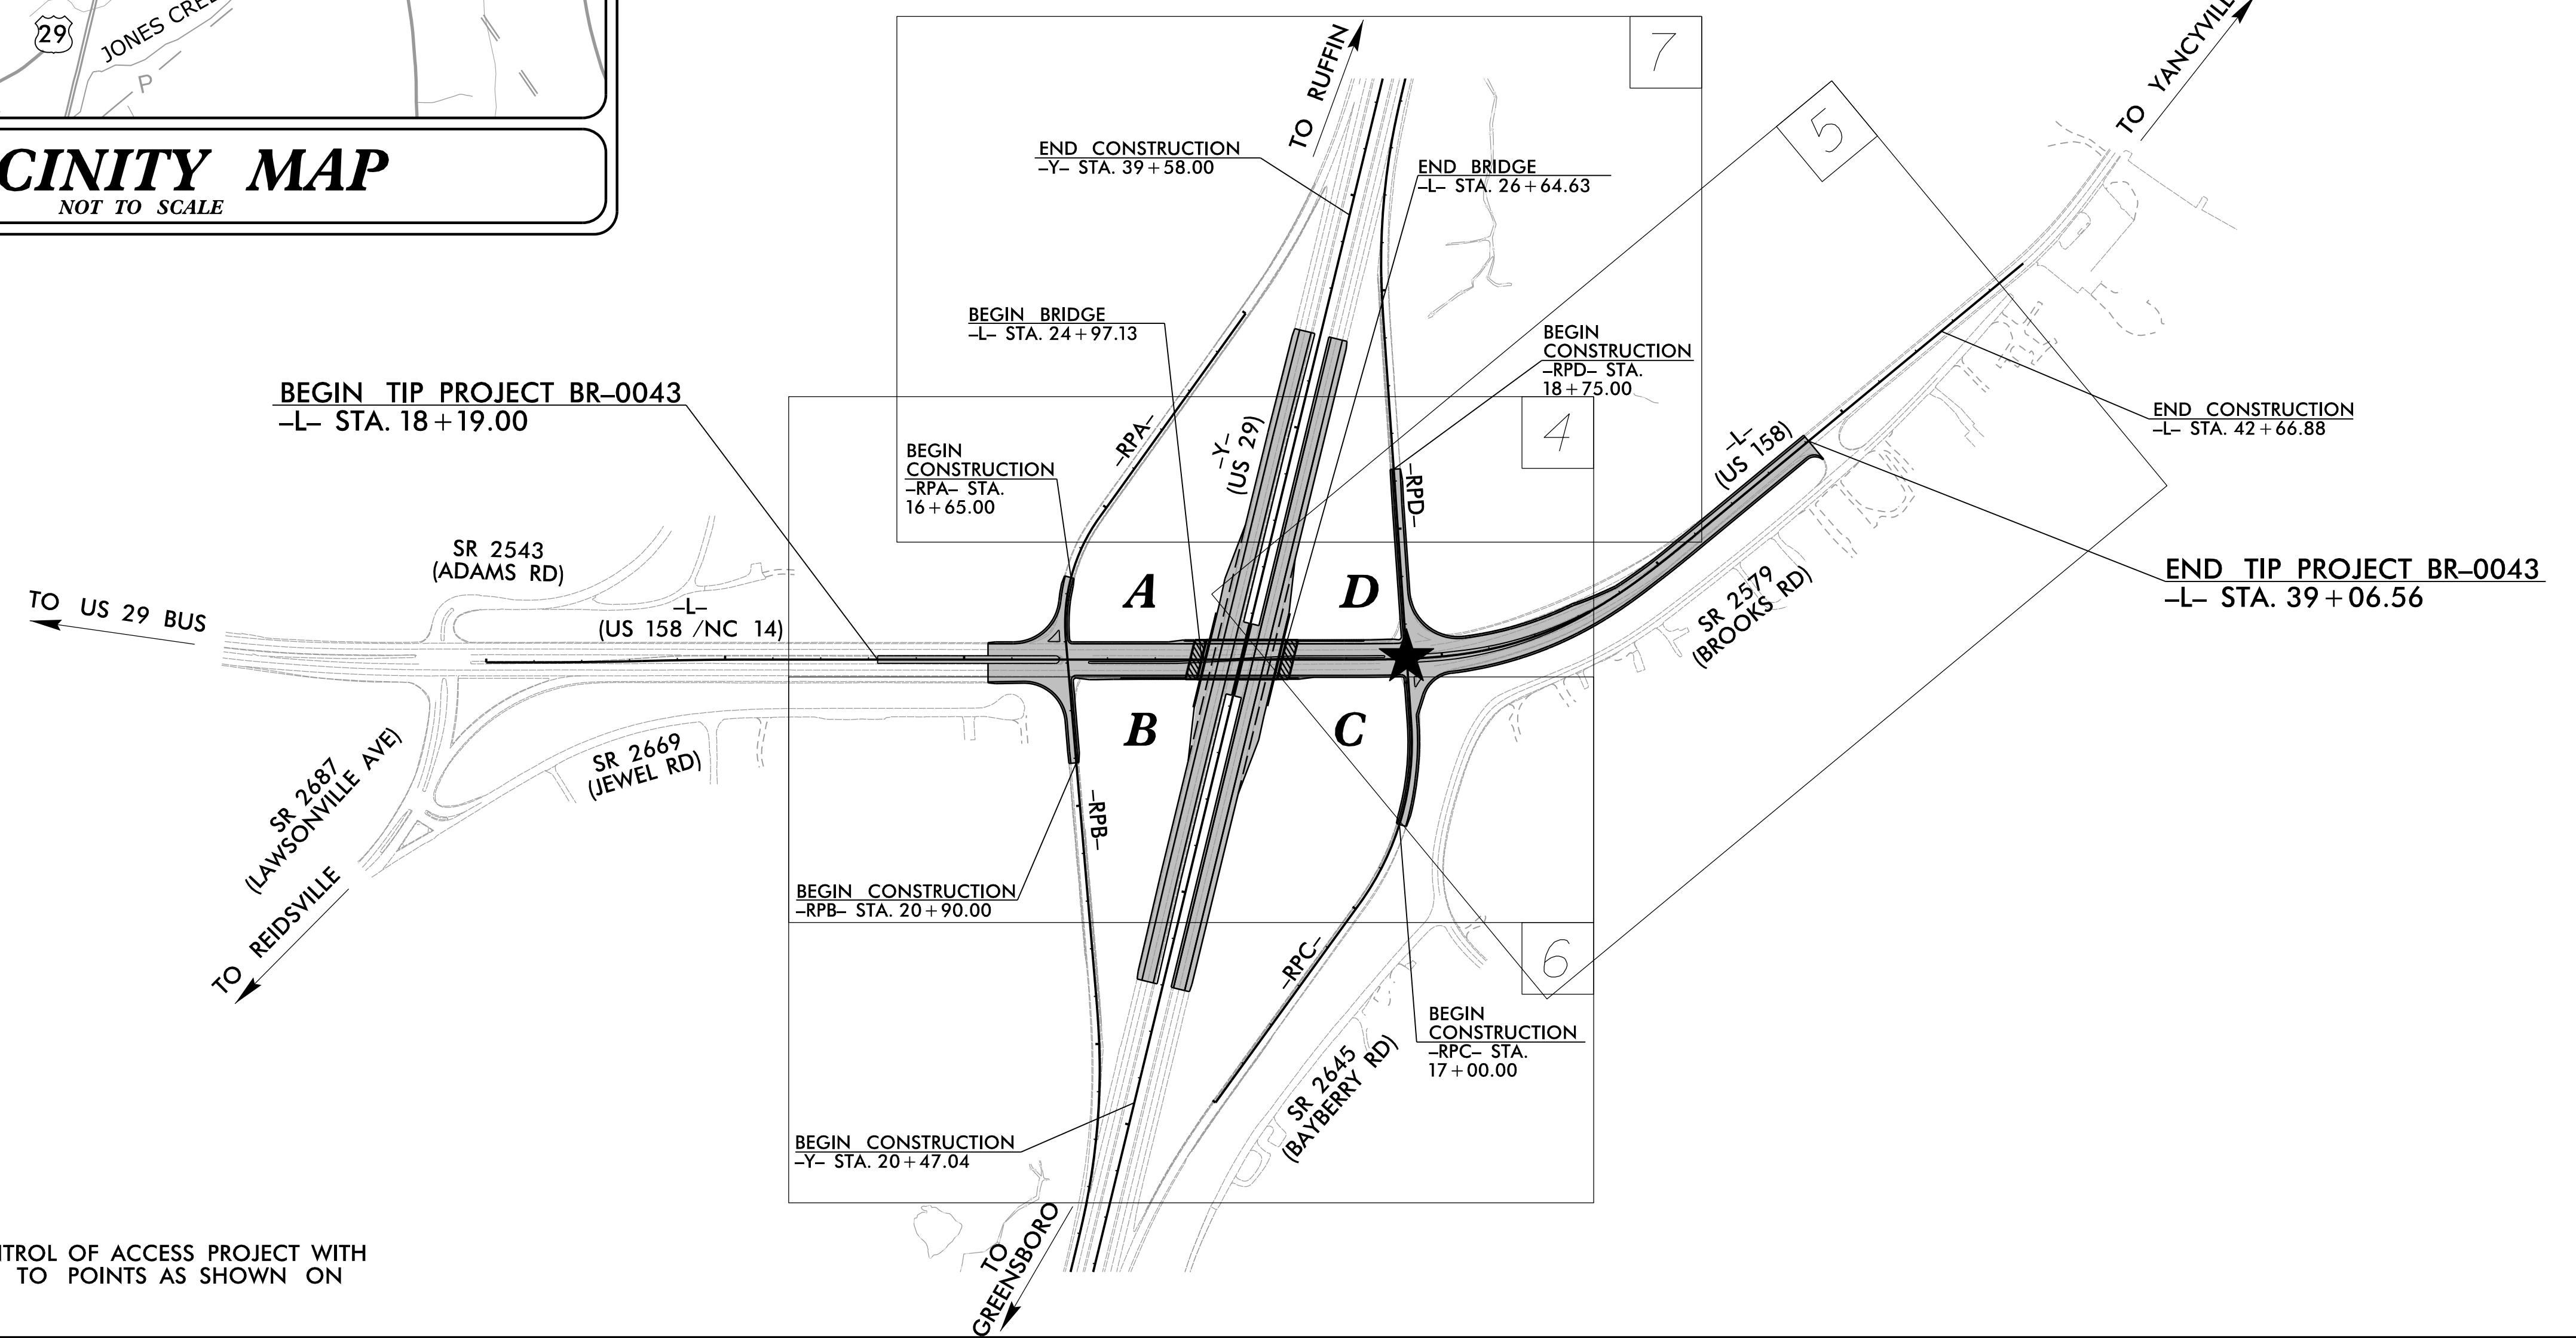 29
JONES CREE
P
CINITY MAP
NOT TO SCALE
TO RUFFIN
7
TO YANCYVILL
5
END CONSTRUCTION
–Y– STA. 39+58.00
END BRIDGE
–L– STA. 26+64.63
BEGIN BRIDGE
–L– STA. 24+97.13
BEGIN
CONSTRUCTION
–RPD– STA.
18+75.00
BEGIN TIP PROJECT BR–0043
–L– STA. 18+19.00
4
END CONSTRUCTION
–L– STA. 42+66.88
–RPA–
–Y–
(US 29)
–L–
(US 158)
BEGIN
CONSTRUCTION
–RPA– STA.
16+65.00
–RPD–
SR 2543
(ADAMS RD)
END TIP PROJECT BR–0043
–L– STA. 39+06.56
TO US 29 BUS
–L–
(US 158 /NC 14)
A
D
SR 2579
(BROOKS RD)
B
C
SR 2669
(JEWEL RD)
SR 2687
(LAWSONVILLE AVE)
–RPB–
TO REIDSVILLE
BEGIN CONSTRUCTION
–RPB– STA. 20+90.00
6
–RPC–
BEGIN
CONSTRUCTION
–RPC– STA.
17+00.00
SR 2645
(BAYBERRY RD)
BEGIN CONSTRUCTION
–Y– STA. 20+47.04
TO
GREENSBORO
TROL OF ACCESS PROJECT WITH
TO POINTS AS SHOWN ON